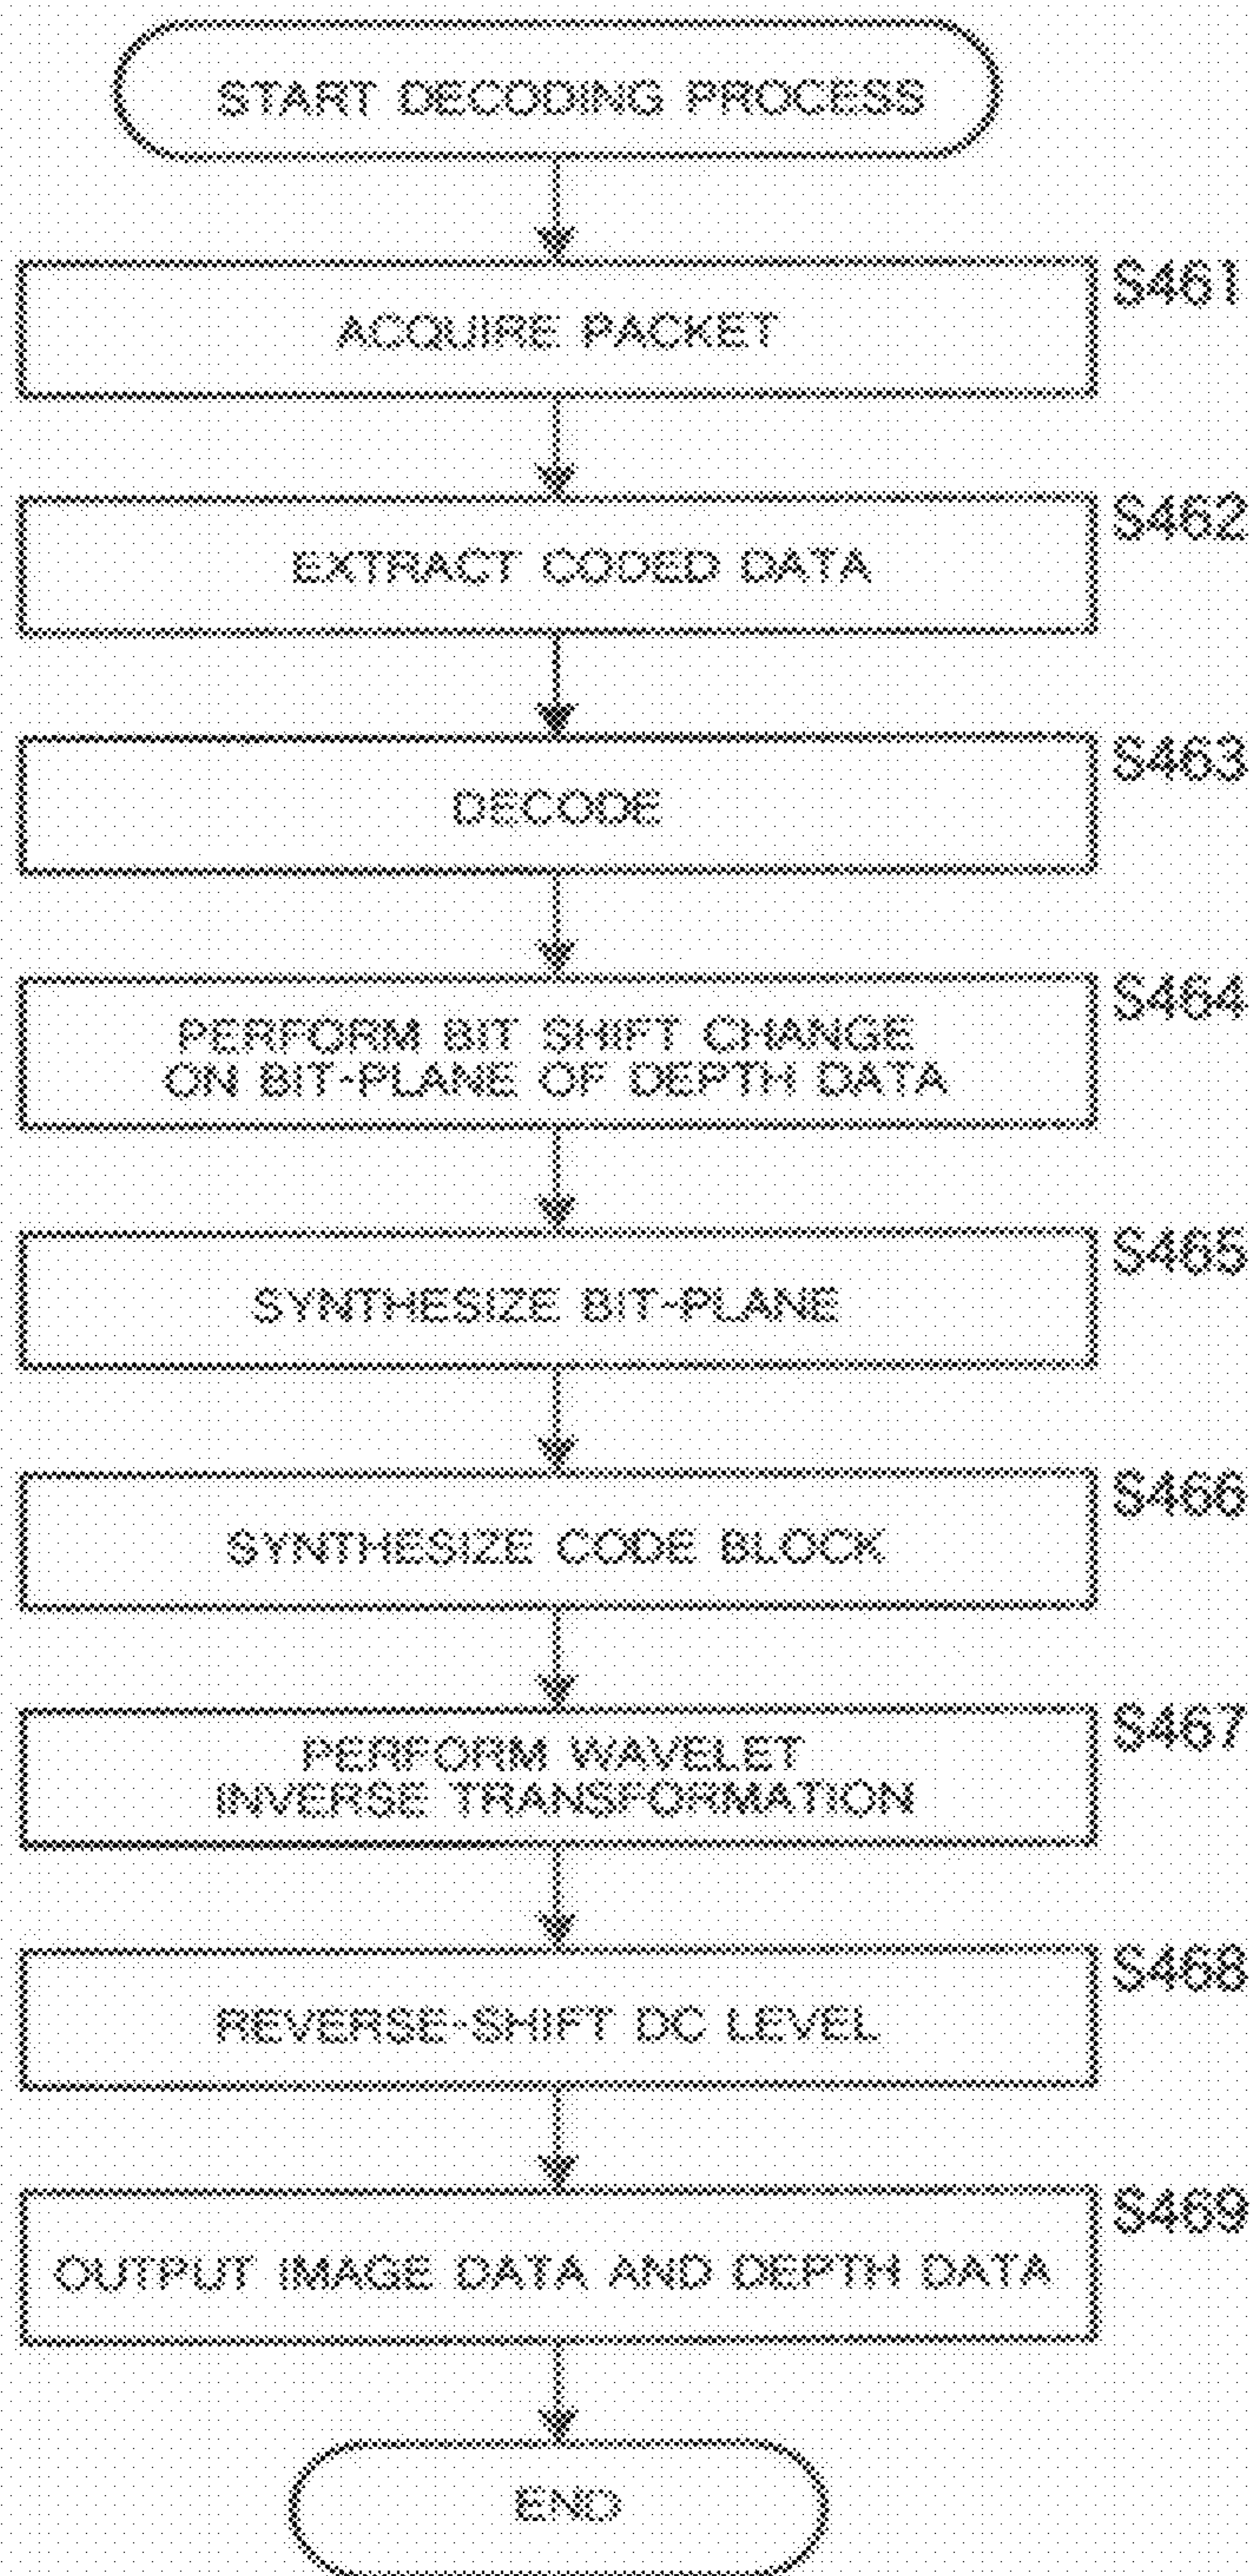 START DECODING PROCESS
S461
ACQUIRE PACKET
S462
EXTRACT CODED DATA
S463
DECODE
S464
PERFORM BIT SHIFT CHANGE
ON BIT-PLANE OF DEPTH DATA
S465
SYNTHESIZE BIT-PLANE
S466
SYNTHESIZE CODE BLOCK
S467
PERFORM WAVELET
INVERSE TRANSFORMATION
S468
REVERSE-SHIFT DC LEVEL
S469
OUTPUT IMAGE DATA AND DEPTH DATA
END